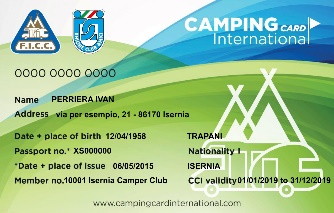 CAMPING CARD
International
F.I.C.C.
0000 0000 0000
Name PERRIERA IVAN
Address via per esempio, 21 - 86170 Isernia
Date + place of birth 12/04/1958 TRAPANI
Passport no.* XS000000 Nationality I
*Date + place of Issue 06/05/2015 ISERNIA
Member no. 10001 Isernia Camper Club CCI validity 01/01/2019 to 31/12/2019
www.campingcardinternational.com